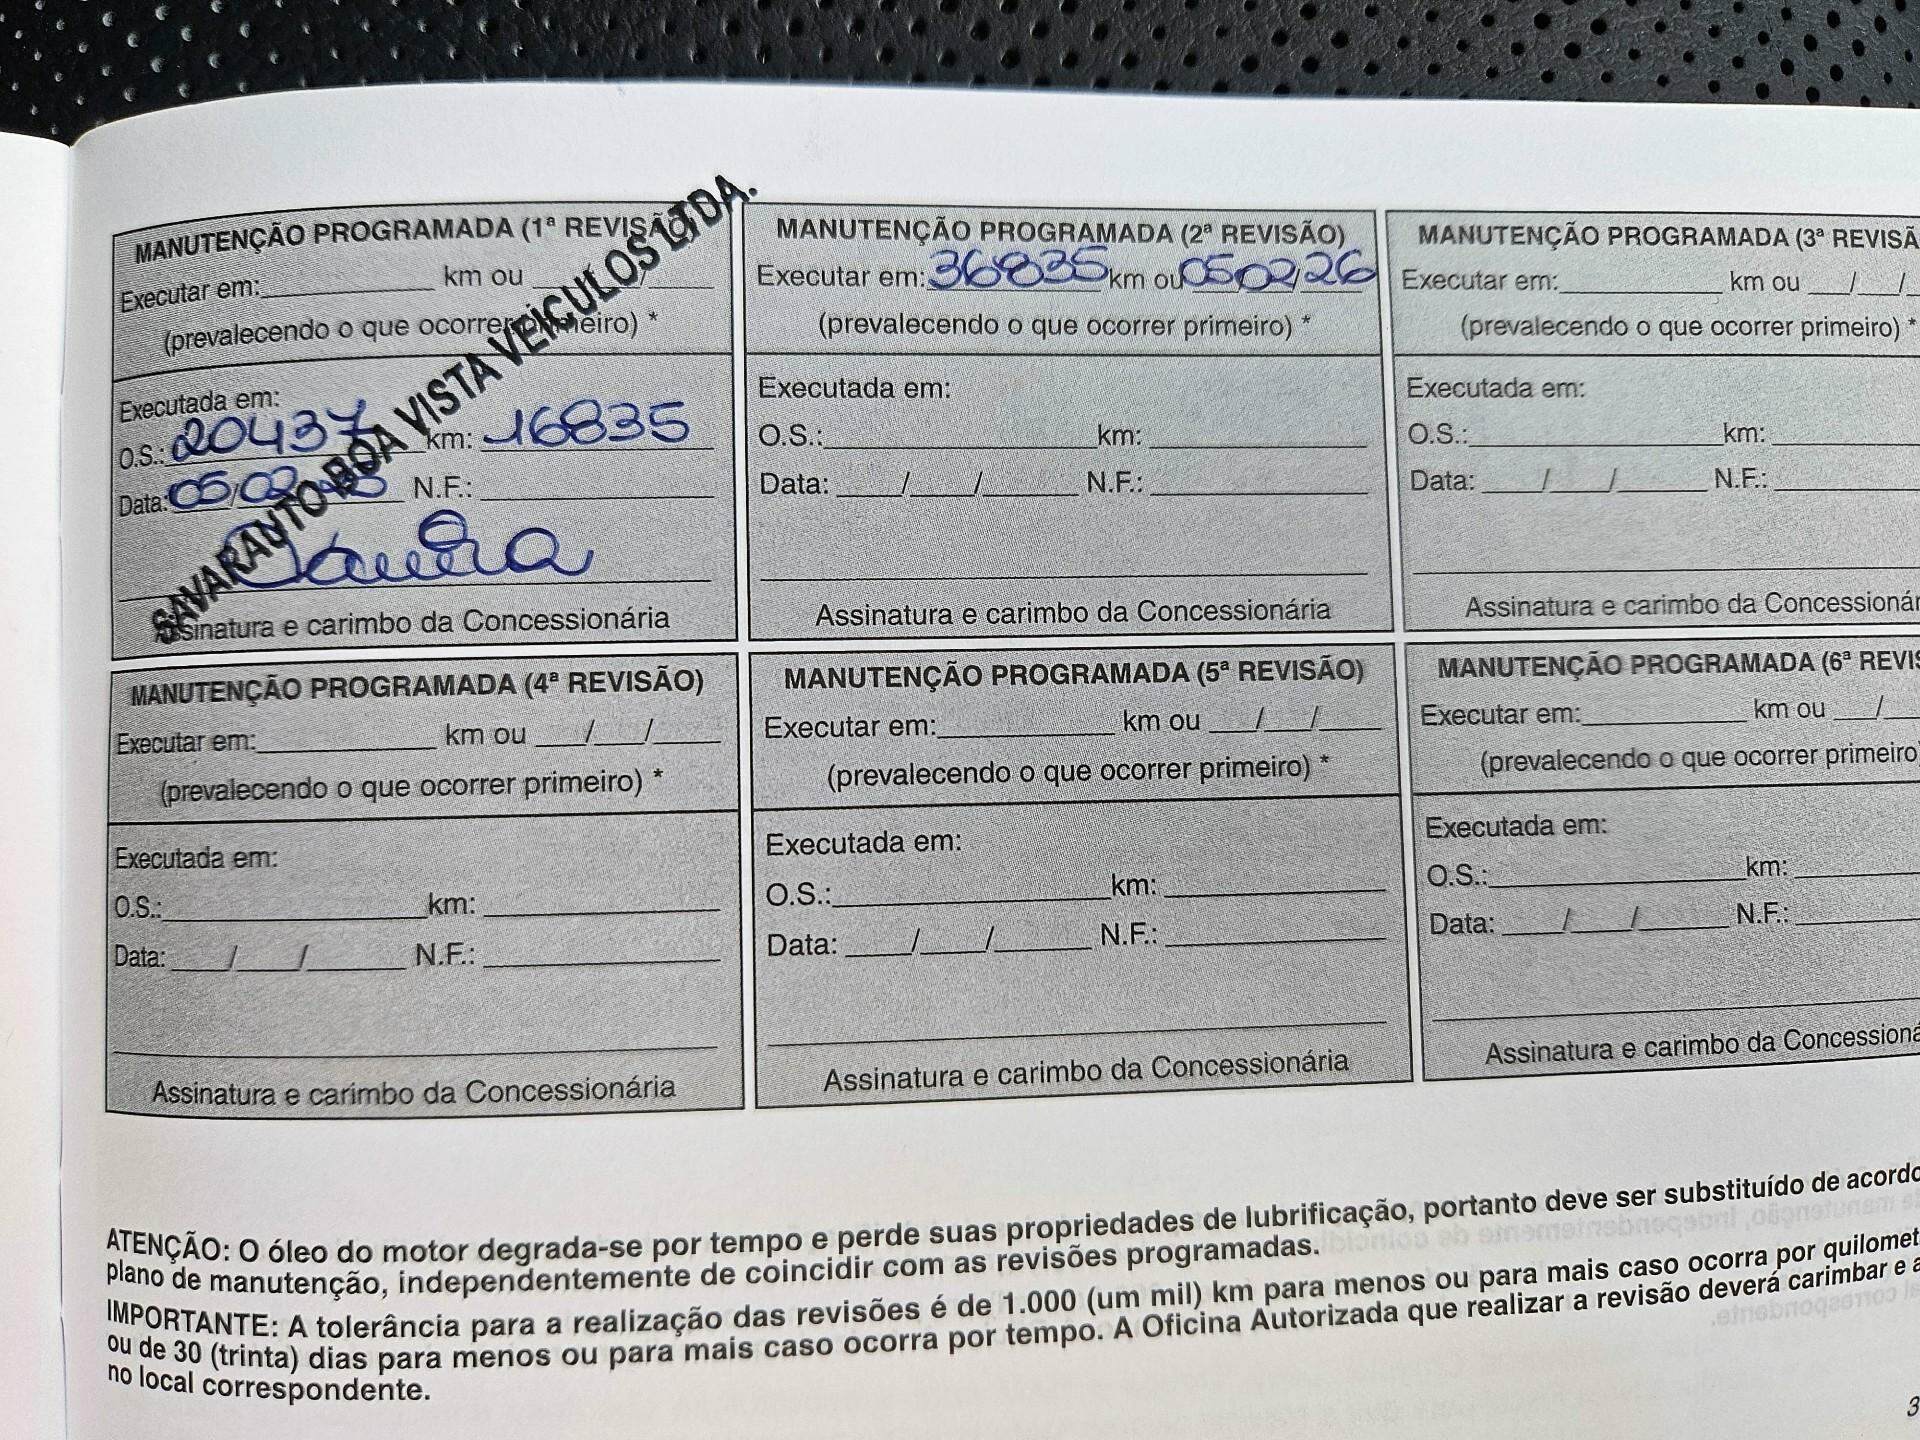 MANUTENÇÃO PROGRAMADA (1ª REVISÃO)
Executar em: km ou / /
(prevalecendo o que ocorrer primeiro) *
Executada em:
O.S.: 20437 km: 16835
Data: 05/02/ N.F.:
Assinatura e carimbo da Concessionária
SAVARAUTO BOA VISTA VEÍCULOS LTDA.
MANUTENÇÃO PROGRAMADA (2ª REVISÃO)
Executar em: 36835 km ou 05/02/26
(prevalecendo o que ocorrer primeiro) *
Executada em:
O.S.: km:
Data: / / N.F.:
Assinatura e carimbo da Concessionária
MANUTENÇÃO PROGRAMADA (3ª REVISÃ
Executar em: km ou / /
(prevalecendo o que ocorrer primeiro) *
Executada em:
O.S.: km:
Data: / / N.F.:
Assinatura e carimbo da Concessionár
MANUTENÇÃO PROGRAMADA (4ª REVISÃO)
Executar em: km ou / /
(prevalecendo o que ocorrer primeiro) *
Executada em:
O.S.: km:
Data: / / N.F.:
Assinatura e carimbo da Concessionária
MANUTENÇÃO PROGRAMADA (5ª REVISÃO)
Executar em: km ou / /
(prevalecendo o que ocorrer primeiro) *
Executada em:
O.S.: km:
Data: / / N.F.:
Assinatura e carimbo da Concessionária
MANUTENÇÃO PROGRAMADA (6ª REVIS
Executar em: km ou /
(prevalecendo o que ocorrer primeiro)
Executada em:
O.S.: km:
Data: / / N.F.:
Assinatura e carimbo da Concessioná
ATENÇÃO: O óleo do motor degrada-se por tempo e perde suas propriedades de lubrificação, portanto deve ser substituído de acordo
plano de manutenção, independentemente de coincidir com as revisões programadas.
IMPORTANTE: A tolerância para a realização das revisões é de 1.000 (um mil) km para menos ou para mais caso ocorra por quilomet
ou de 30 (trinta) dias para menos ou para mais caso ocorra por tempo. A Oficina Autorizada que realizar a revisão deverá carimbar e a
no local correspondente.
3